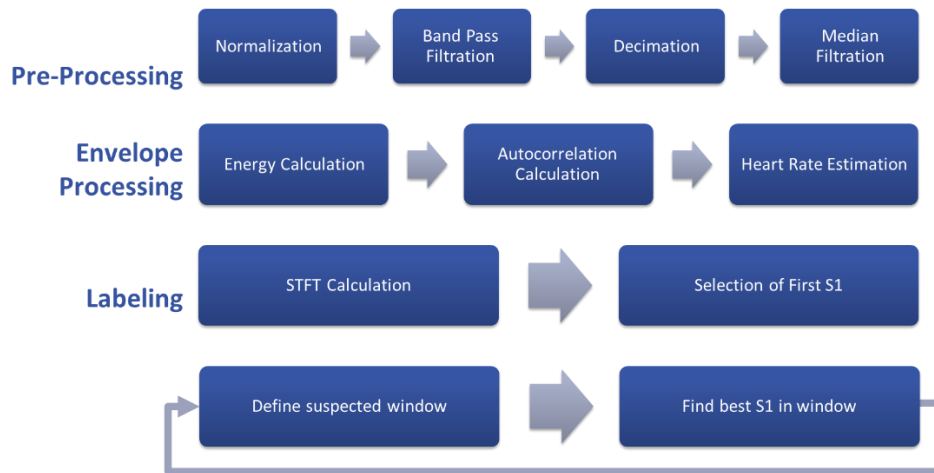 Pre-Processing
Normalization
Band Pass
Filtration
Decimation
Median
Filtration
Envelope
Processing
Energy Calculation
Autocorrelation
Calculation
Heart Rate Estimation
Labeling
STFT Calculation
Selection of First S1
Define suspected window
Find best S1 in window